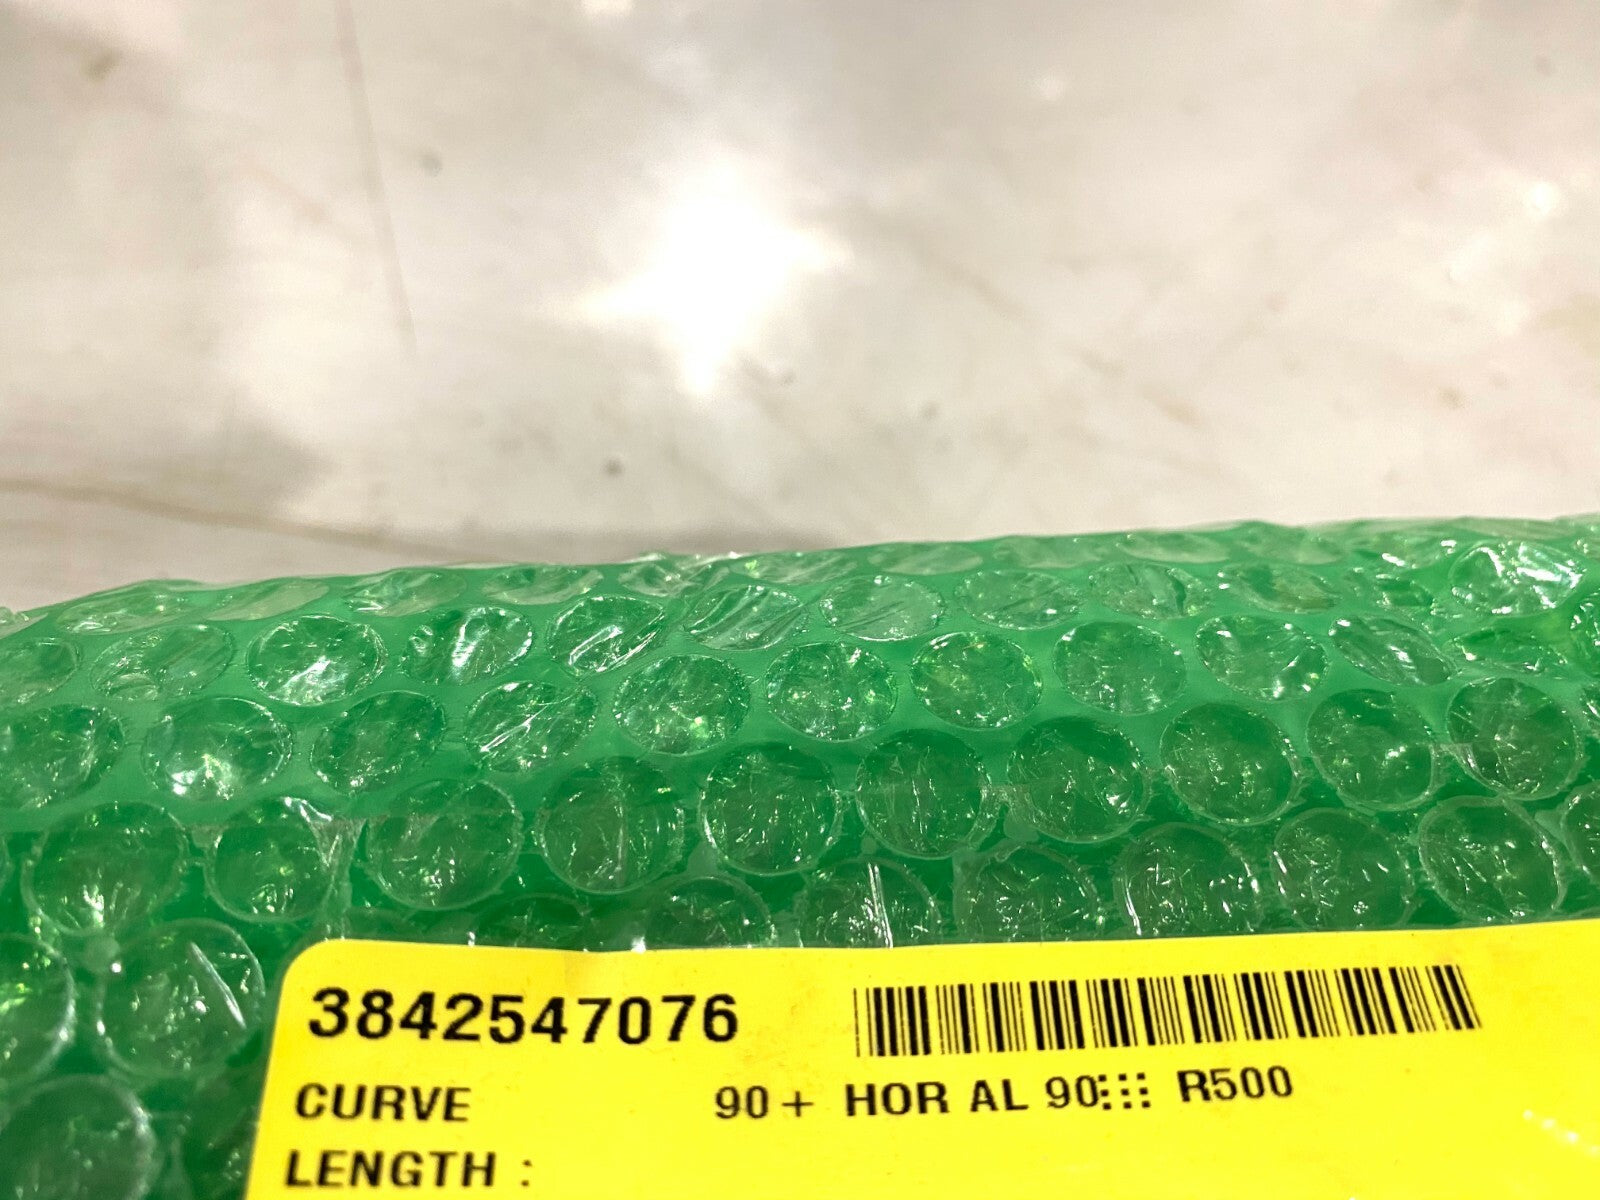 3842547076
CURVE 90+ HOR AL 90 R500
LENGTH :